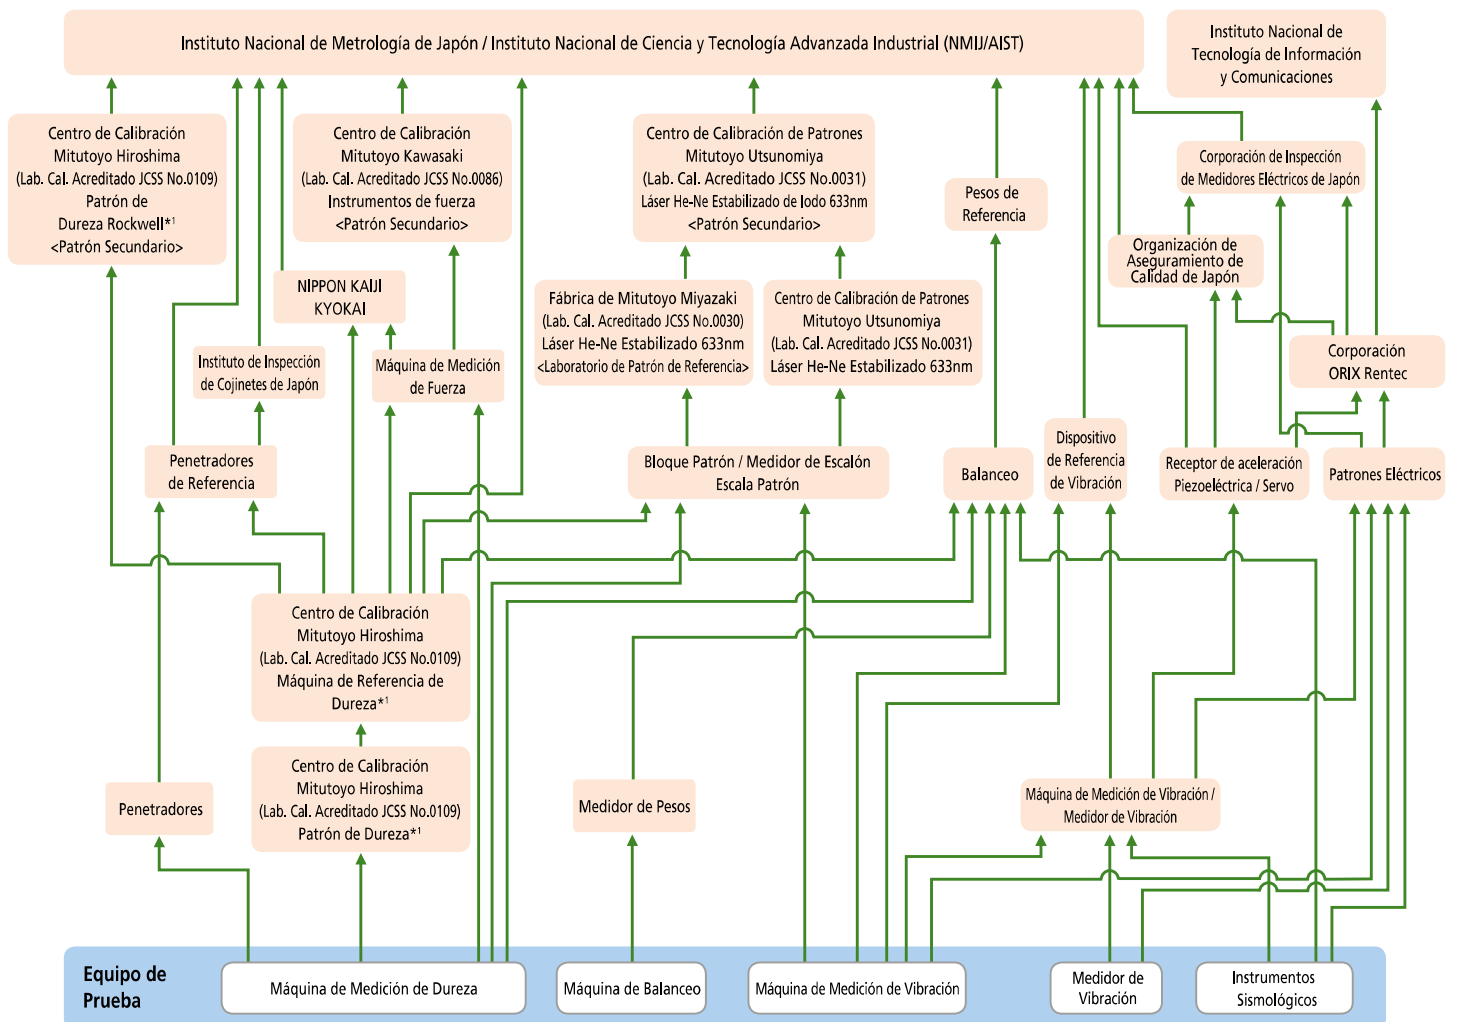 Instituto Nacional de Metrología de Japón / Instituto Nacional de Ciencia y Tecnología Advanzada Industrial (NMIJ/AIST)
Instituto Nacional de
Tecnología de Información
y Comunicaciones
Centro de Calibración
Mitutoyo Hiroshima
(Lab. Cal. Acreditado JCSS No.0109)
Patrón de
Dureza Rockwell*1
<Patrón Secundario>
Centro de Calibración
Mitutoyo Kawasaki
(Lab. Cal. Acreditado JCSS No.0086)
Instrumentos de fuerza
<Patrón Secundario>
Centro de Calibración de Patrones
Mitutoyo Utsunomiya
(Lab. Cal. Acreditado JCSS No.0031)
Láser He-Ne Estabilizado de Iodo 633nm
<Patrón Secundario>
Pesos de
Referencia
Corporación de Inspección
de Medidores Eléctricos de Japón
Organización de
Aseguramiento de
Calidad de Japón
NIPPON KAIJI
KYOKAI
Fábrica de Mitutoyo Miyazaki
(Lab. Cal. Acreditado JCSS No.0030)
Láser He-Ne Estabilizado 633nm
<Laboratorio de Patrón de Referencia>
Centro de Calibración de Patrones
Mitutoyo Utsunomiya
(Lab. Cal. Acreditado JCSS No.0031)
Láser He-Ne Estabilizado 633nm
Instituto de Inspección
de Cojinetes de Japón
Máquina de Medición
de Fuerza
Corporación
ORIX Rentec
Penetradores
de Referencia
Bloque Patrón / Medidor de Escalón
Escala Patrón
Balanceo
Dispositivo
de Referencia
de Vibración
Receptor de aceleración
Piezoeléctrica / Servo
Patrones Eléctricos
Centro de Calibración
Mitutoyo Hiroshima
(Lab. Cal. Acreditado JCSS No.0109)
Máquina de Referencia de
Dureza*1
Penetradores
Centro de Calibración
Mitutoyo Hiroshima
(Lab. Cal. Acreditado JCSS No.0109)
Patrón de Dureza*1
Medidor de Pesos
Máquina de Medición de Vibración /
Medidor de Vibración
Equipo de
Prueba
Máquina de Medición de Dureza
Máquina de Balanceo
Máquina de Medición de Vibración
Medidor de
Vibración
Instrumentos
Sismológicos